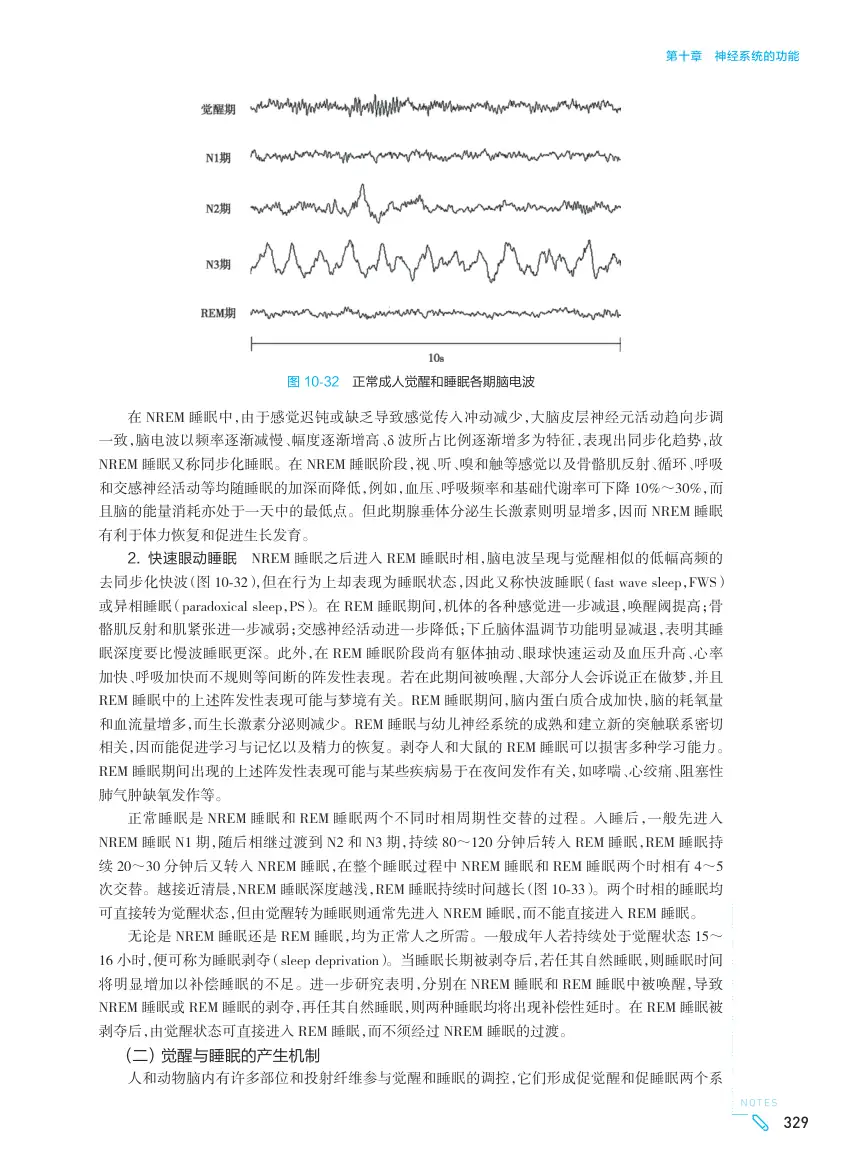 第十章　神经系统的功能
觉醒期
N1期
N2期
N3期
REM期
10s
图 10-32　正常成人觉醒和睡眠各期脑电波
在 NREM 睡眠中，由于感觉迟钝或缺乏导致感觉传入冲动减少，大脑皮层神经元活动趋向步调
一致，脑电波以频率逐渐减慢、幅度逐渐增高、δ 波所占比例逐渐增多为特征，表现出同步化趋势，故
NREM 睡眠又称同步化睡眠。在 NREM 睡眠阶段，视、听、嗅和触等感觉以及骨骼肌反射、循环、呼吸
和交感神经活动等均随睡眠的加深而降低，例如，血压、呼吸频率和基础代谢率可下降 10%～30%，而
且脑的能量消耗亦处于一天中的最低点。但此期腺垂体分泌生长激素则明显增多，因而 NREM 睡眠
有利于体力恢复和促进生长发育。
2. 快速眼动睡眠　NREM 睡眠之后进入 REM 睡眠时相，脑电波呈现与觉醒相似的低幅高频的
去同步化快波（图 10-32），但在行为上却表现为睡眠状态，因此又称快波睡眠（fast wave sleep，FWS）
或异相睡眠（paradoxical sleep，PS）。在 REM 睡眠期间，机体的各种感觉进一步减退，唤醒阈提高；骨
骼肌反射和肌紧张进一步减弱；交感神经活动进一步降低；下丘脑体温调节功能明显减退，表明其睡
眠深度要比慢波睡眠更深。此外，在 REM 睡眠阶段尚有躯体抽动、眼球快速运动及血压升高、心率
加快、呼吸加快而不规则等间断的阵发性表现。若在此期间被唤醒，大部分人会诉说正在做梦，并且
REM 睡眠中的上述阵发性表现可能与梦境有关。REM 睡眠期间，脑内蛋白质合成加快，脑的耗氧量
和血流量增多，而生长激素分泌则减少。REM 睡眠与幼儿神经系统的成熟和建立新的突触联系密切
相关，因而能促进学习与记忆以及精力的恢复。剥夺人和大鼠的 REM 睡眠可以损害多种学习能力。
REM 睡眠期间出现的上述阵发性表现可能与某些疾病易于在夜间发作有关，如哮喘、心绞痛、阻塞性
肺气肿缺氧发作等。
正常睡眠是 NREM 睡眠和 REM 睡眠两个不同时相周期性交替的过程。入睡后，一般先进入
NREM 睡眠 N1 期，随后相继过渡到 N2 和 N3 期，持续 80～120 分钟后转入 REM 睡眠，REM 睡眠持
续 20～30 分钟后又转入 NREM 睡眠，在整个睡眠过程中 NREM 睡眠和 REM 睡眠两个时相有 4～5
次交替。越接近清晨，NREM 睡眠深度越浅，REM 睡眠持续时间越长（图 10-33）。两个时相的睡眠均
可直接转为觉醒状态，但由觉醒转为睡眠则通常先进入 NREM 睡眠，而不能直接进入 REM 睡眠。
无论是 NREM 睡眠还是 REM 睡眠，均为正常人之所需。一般成年人若持续处于觉醒状态 15～
16 小时，便可称为睡眠剥夺（sleep deprivation）。当睡眠长期被剥夺后，若任其自然睡眠，则睡眠时间
将明显增加以补偿睡眠的不足。进一步研究表明，分别在 NREM 睡眠和 REM 睡眠中被唤醒，导致
NREM 睡眠或 REM 睡眠的剥夺，再任其自然睡眠，则两种睡眠均将出现补偿性延时。在 REM 睡眠被
剥夺后，由觉醒状态可直接进入 REM 睡眠，而不须经过 NREM 睡眠的过渡。
（二）觉醒与睡眠的产生机制
人和动物脑内有许多部位和投射纤维参与觉醒和睡眠的调控，它们形成促觉醒和促睡眠两个系
NOTES
329